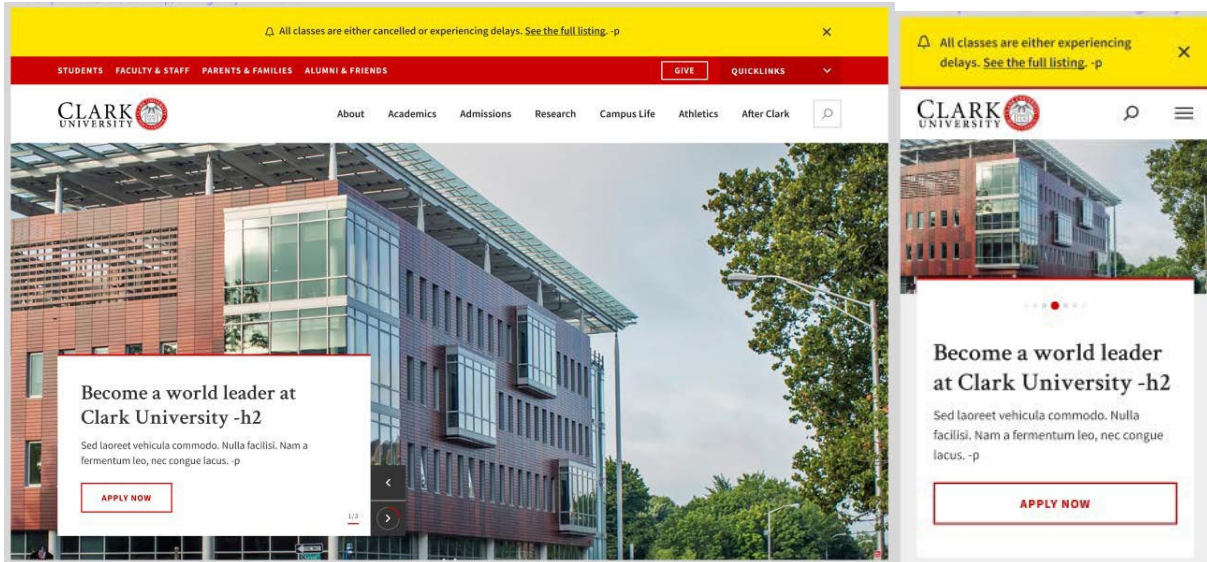 All classes are either cancelled or experiencing delays. See the full listing. -p
STUDENTS FACULTY & STAFF PARENTS & FAMILIES ALUMNI & FRIENDS GIVE QUICKLINKS
CLARK
UNIVERSITY
About Academics Admissions Research Campus Life Athletics After Clark
Become a world leader at
Clark University -h2
Sed laoreet vehicula commodo. Nulla facilisi. Nam a
fermentum leo, nec congue lacus. -p
APPLY NOW
1/3
All classes are either experiencing
delays. See the full listing. -p
CLARK
UNIVERSITY
Become a world leader
at Clark University -h2
Sed laoreet vehicula commodo. Nulla
facilisi. Nam a fermentum leo, nec congue
lacus. -p
APPLY NOW